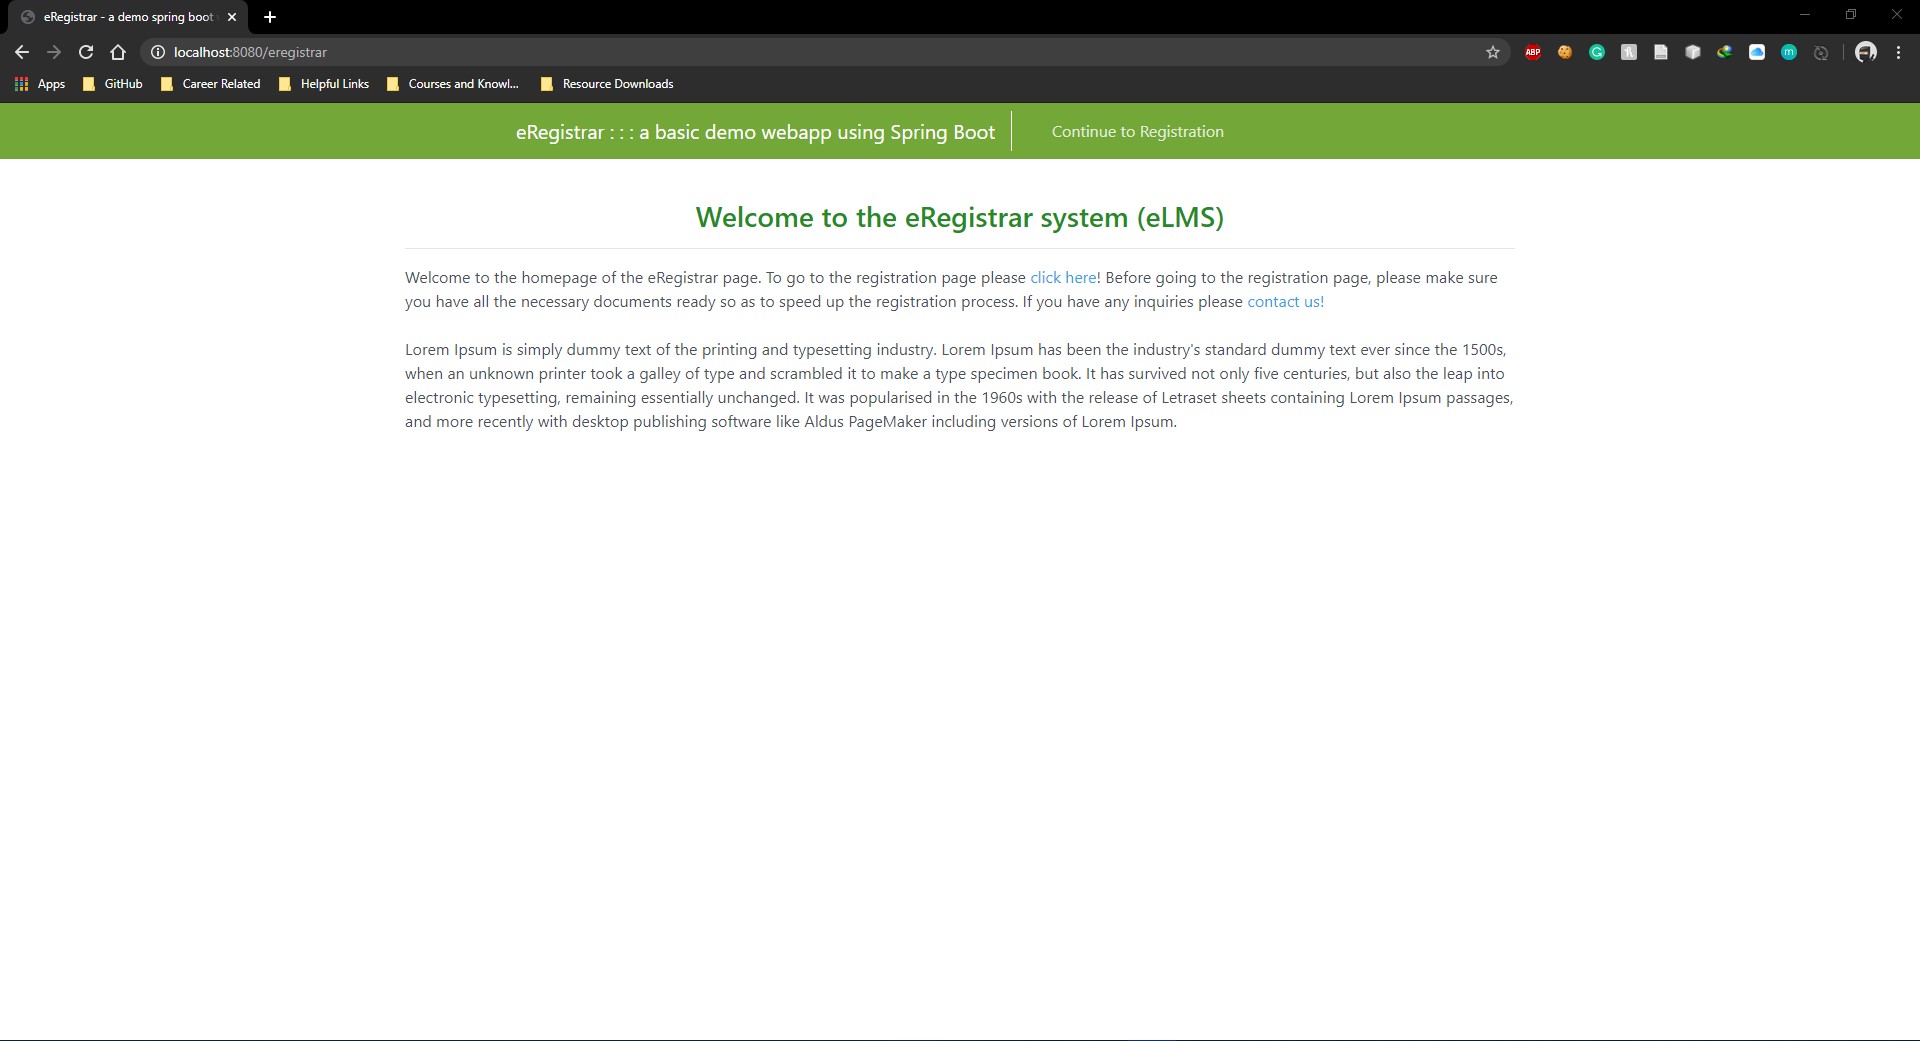 eRegistrar - a demo spring boot
localhost:8080/eregistrar
ABP
Apps
GitHub
Career Related
Helpful Links
Courses and Knowl...
Resource Downloads
eRegistrar : : : a basic demo webapp using Spring Boot
Continue to Registration
Welcome to the eRegistrar system (eLMS)
Welcome to the homepage of the eRegistrar page. To go to the registration page please click here! Before going to the registration page, please make sure
you have all the necessary documents ready so as to speed up the registration process. If you have any inquiries please contact us!
Lorem Ipsum is simply dummy text of the printing and typesetting industry. Lorem Ipsum has been the industry's standard dummy text ever since the 1500s,
when an unknown printer took a galley of type and scrambled it to make a type specimen book. It has survived not only five centuries, but also the leap into
electronic typesetting, remaining essentially unchanged. It was popularised in the 1960s with the release of Letraset sheets containing Lorem Ipsum passages,
and more recently with desktop publishing software like Aldus PageMaker including versions of Lorem Ipsum.